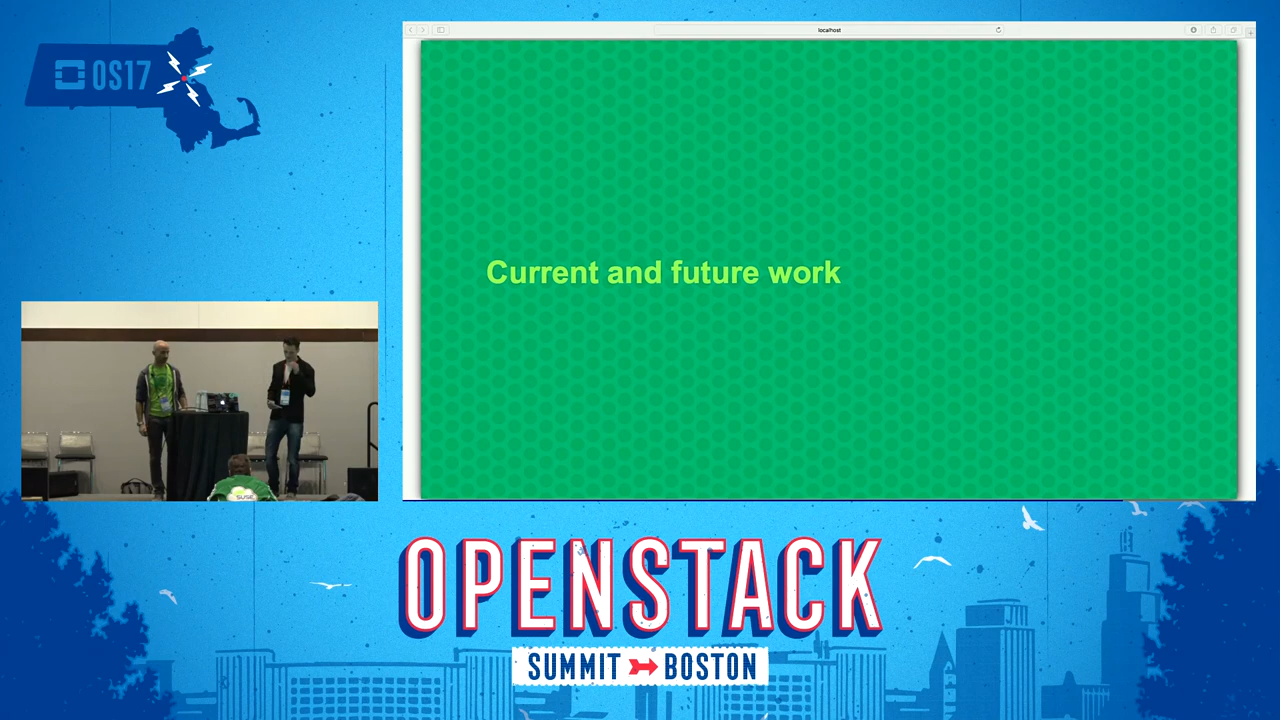 OS17
localhost
Current and future work
SUSE
OPENSTACK
SUMMIT BOSTON